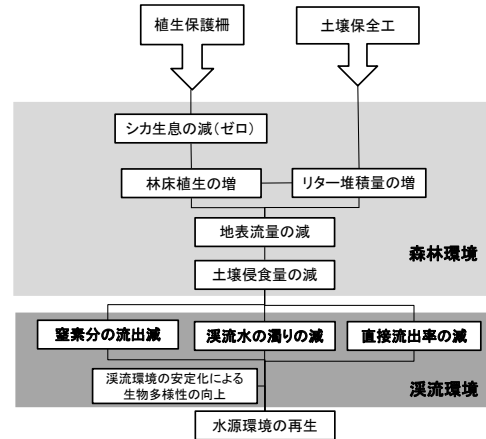 植生保護柵
土壌保全工
シカ生息の減（ゼロ）
林床植生の増
リター堆積量の増
地表流量の減
森林環境
土壌侵食量の減
窒素分の流出減
渓流水の濁りの減
直接流出率の減
渓流環境の安定化による
生物多様性の向上
渓流環境
水源環境の再生